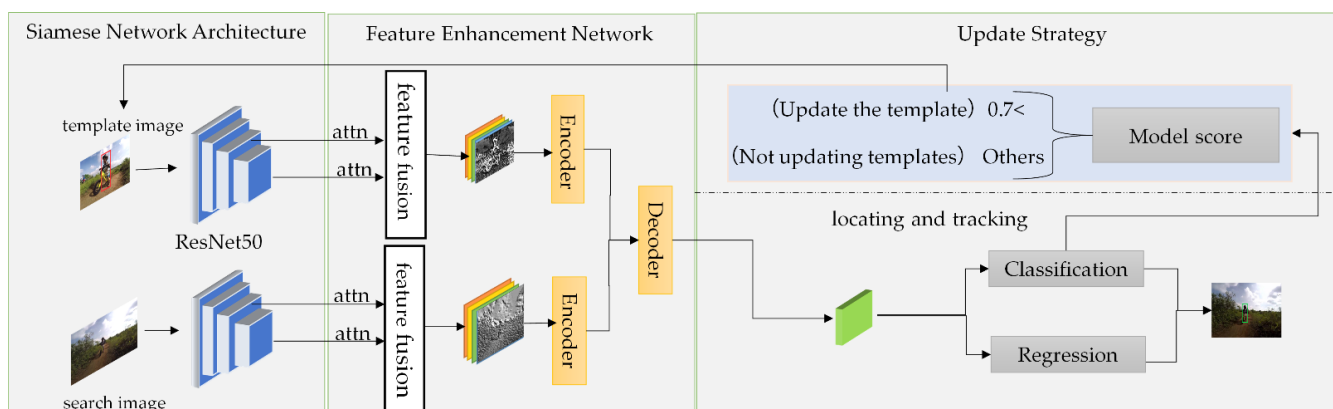 Siamese Network Architecture
Feature Enhancement Network
Update Strategy
template image
ResNet50
search image
attn
attn
attn
attn
feature fusion
feature fusion
Encoder
Encoder
Decoder
(Update the template) 0.7<
(Not updating templates) Others
Model score
locating and tracking
Classification
Regression